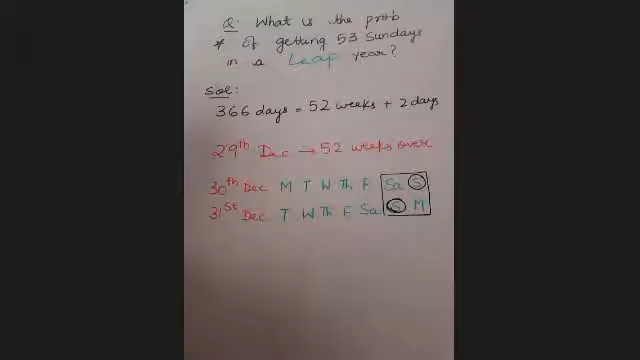 Q. What is the prob
* of getting 53 Sundays
in a Leap year?
Sol:
366 days = 52 weeks + 2 days
29th Dec → 52 weeks over
30th Dec M T W Th F Sa S
31st Dec T W Th F Sa S M